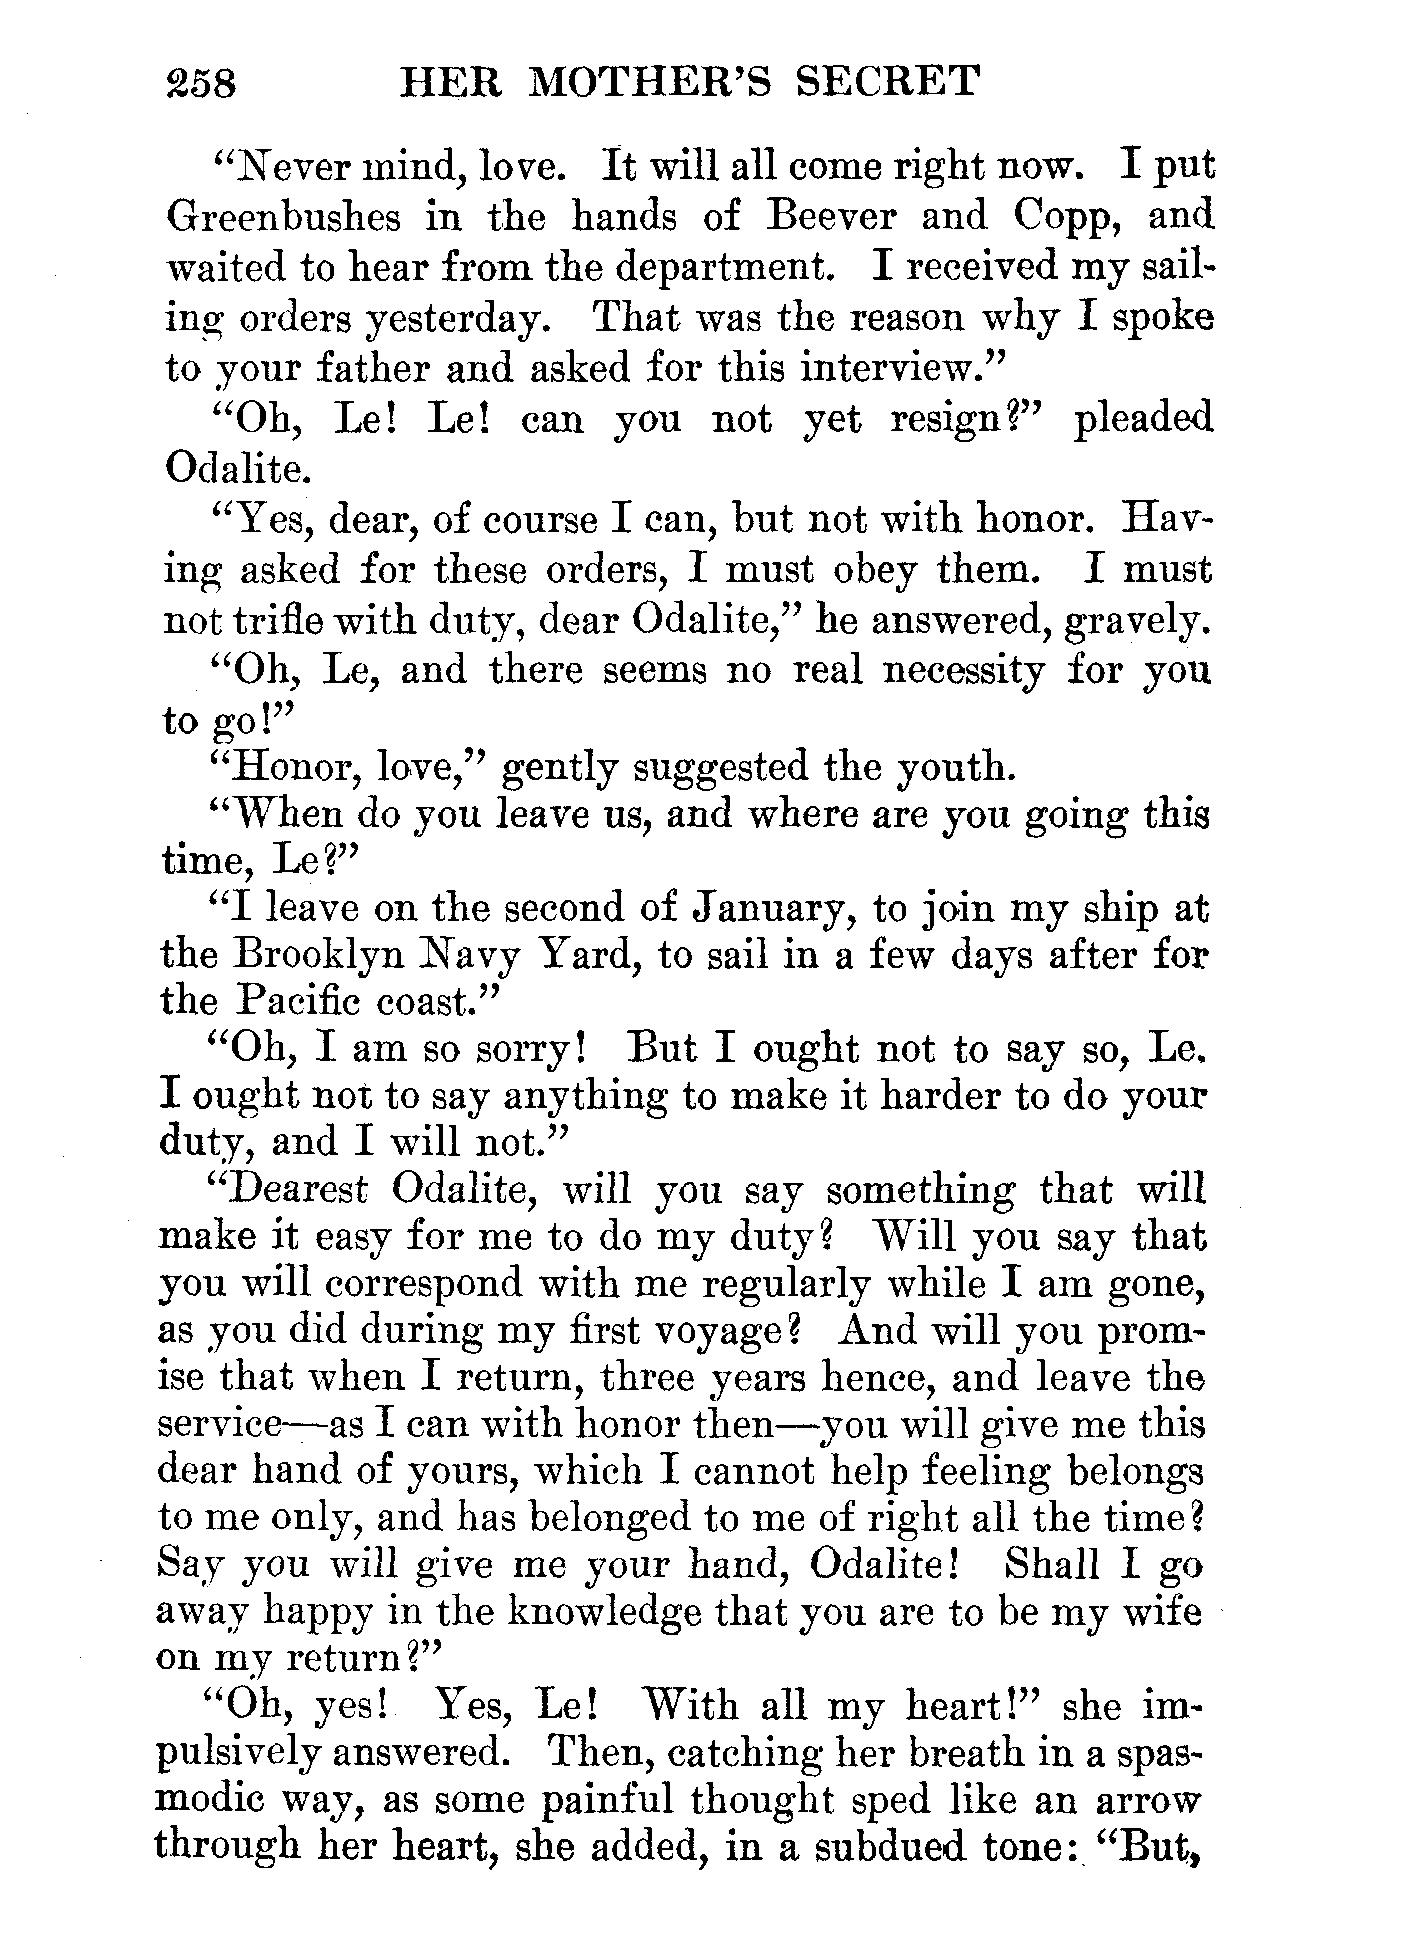 258 HER MOTHER'S SECRET
“Never mind, love. It will all come right now. I put
Greenbushes in the hands of Beever and Copp, and
waited to hear from the department. I received my sail-
ing orders yesterday. That was the reason why I spoke
to your father and asked for this interview.”
“Oh, Le! Le! can you not yet resign?” pleaded
Odalite.
“Yes, dear, of course I can, but not with honor. Hav-
ing asked for these orders, I must obey them. I must
not trifle with duty, dear Odalite,” he answered, gravely.
“Oh, Le, and there seems no real necessity for you
to go!”
“Honor, love,” gently suggested the youth.
“When do you leave us, and where are you going this
time, Le?”
“I leave on the second of January, to join my ship at
the Brooklyn Navy Yard, to sail in a few days after for
the Pacific coast.”
“Oh, I am so sorry! But I ought not to say so, Le.
I ought not to say anything to make it harder to do your
duty, and I will not.”
“Dearest Odalite, will you say something that will
make it easy for me to do my duty? Will you say that
you will correspond with me regularly while I am gone,
as you did during my first voyage? And will you prom-
ise that when I return, three years hence, and leave the
service—as I can with honor then—you will give me this
dear hand of yours, which I cannot help feeling belongs
to me only, and has belonged to me of right all the time?
Say you will give me your hand, Odalite! Shall I go
away happy in the knowledge that you are to be my wife
on my return?”
“Oh, yes! Yes, Le! With all my heart!” she im-
pulsively answered. Then, catching her breath in a spas-
modic way, as some painful thought sped like an arrow
through her heart, she added, in a subdued tone: “But,